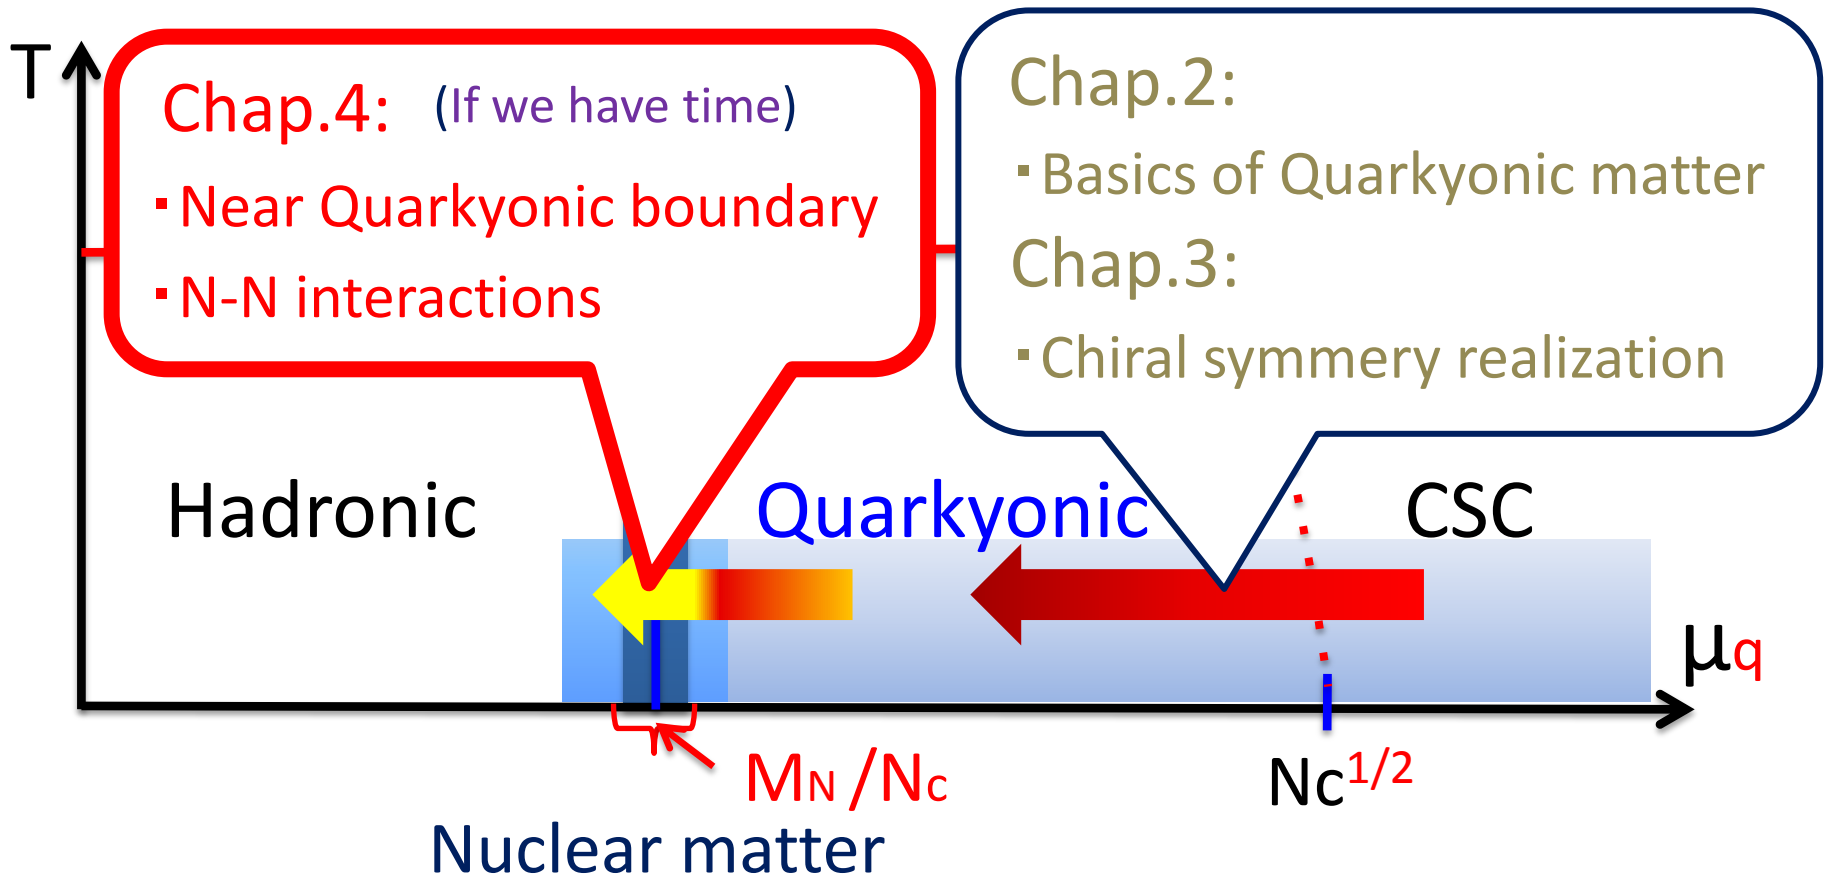 T
Chap.4: (If we have time)
・Near Quarkyonic boundary
・N-N interactions
Chap.2:
・Basics of Quarkyonic matter
Chap.3:
・Chiral symmery realization
Hadronic
Quarkyonic
CSC
μq
MN /Nc
Nc1/2
Nuclear matter